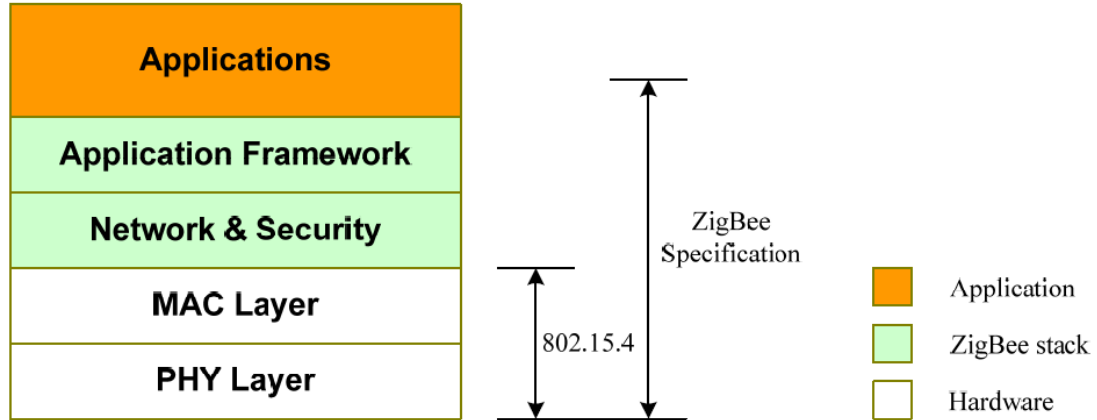 Applications
Application Framework
Network & Security
MAC Layer
PHY Layer
802.15.4
ZigBee
Specification
Application
ZigBee stack
Hardware